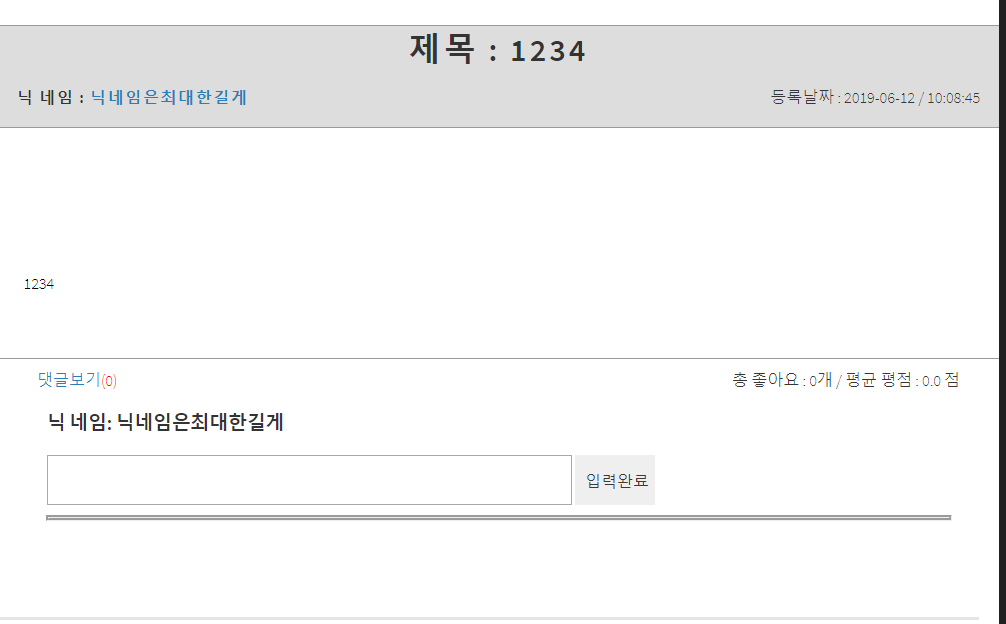 제목 : 1234
닉 네임 : 닉네임은최대한길게 등록날짜 : 2019-06-12 / 10:08:45
1234
댓글보기(0) 총 좋아요 : 0개 / 평균 평점 : 0.0 점
닉 네임: 닉네임은최대한길게
입력완료